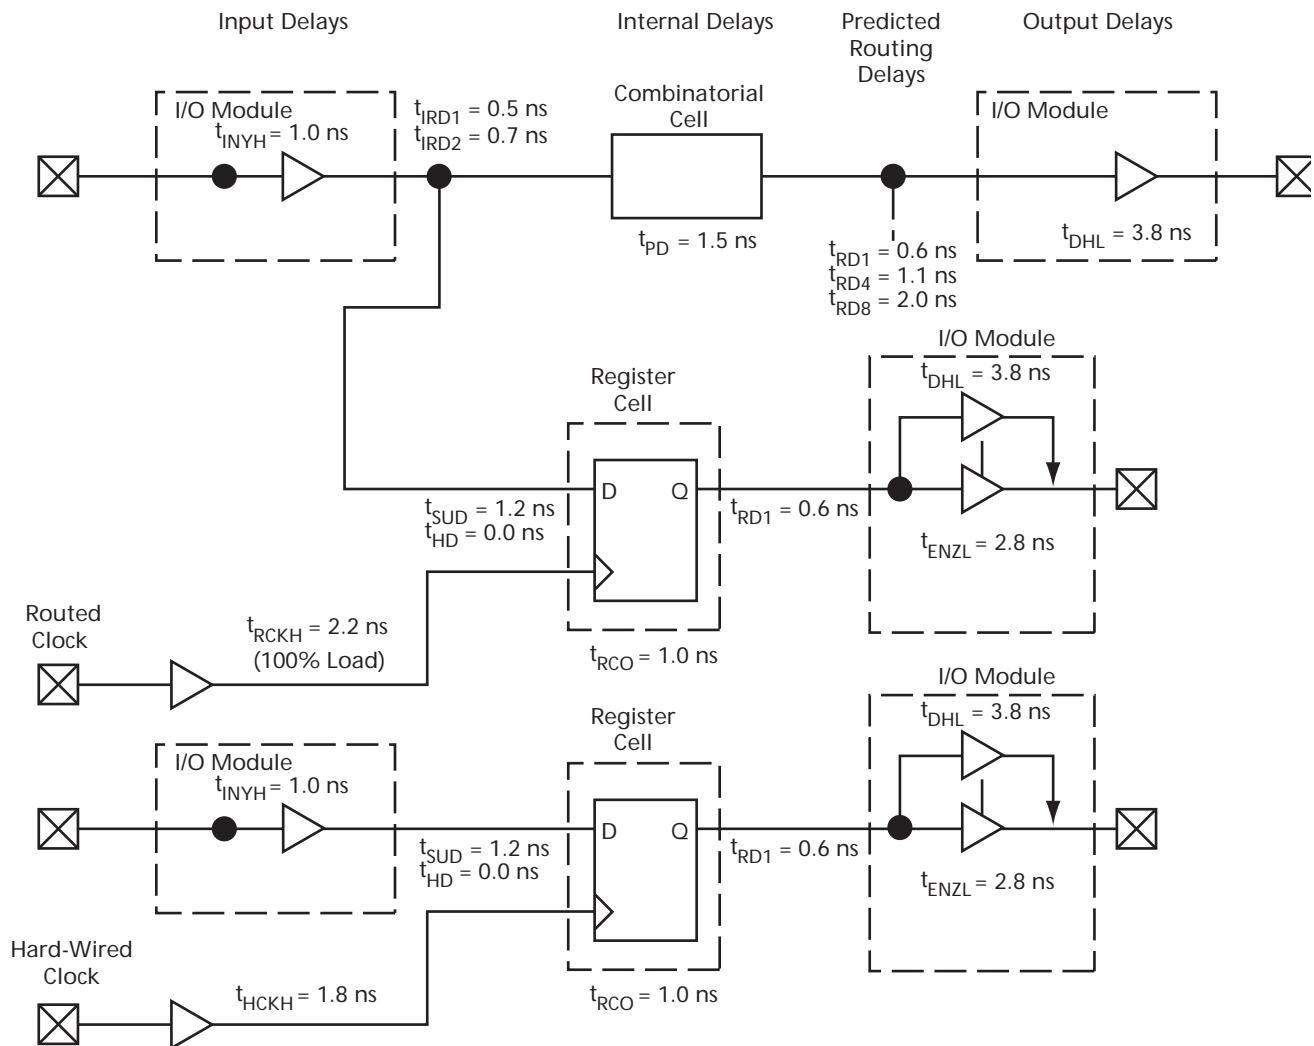 Input Delays
Internal Delays
Predicted
Routing
Delays
Output Delays
I/O Module
tINYH = 1.0 ns
tIRD1 = 0.5 ns
tIRD2 = 0.7 ns
Combinatorial
Cell
tPD = 1.5 ns
tRD1 = 0.6 ns
tRD4 = 1.1 ns
tRD8 = 2.0 ns
I/O Module
tDHL = 3.8 ns
Register
Cell
D
Q
tSUD = 1.2 ns
tHD = 0.0 ns
tRD1 = 0.6 ns
I/O Module
tDHL = 3.8 ns
tENZL = 2.8 ns
Routed
Clock
tRCKH = 2.2 ns
(100% Load)
tRCO = 1.0 ns
I/O Module
tINYH = 1.0 ns
Register
Cell
D
Q
tSUD = 1.2 ns
tHD = 0.0 ns
tRD1 = 0.6 ns
I/O Module
tDHL = 3.8 ns
tENZL = 2.8 ns
Hard-Wired
Clock
tHCKH = 1.8 ns
tRCO = 1.0 ns